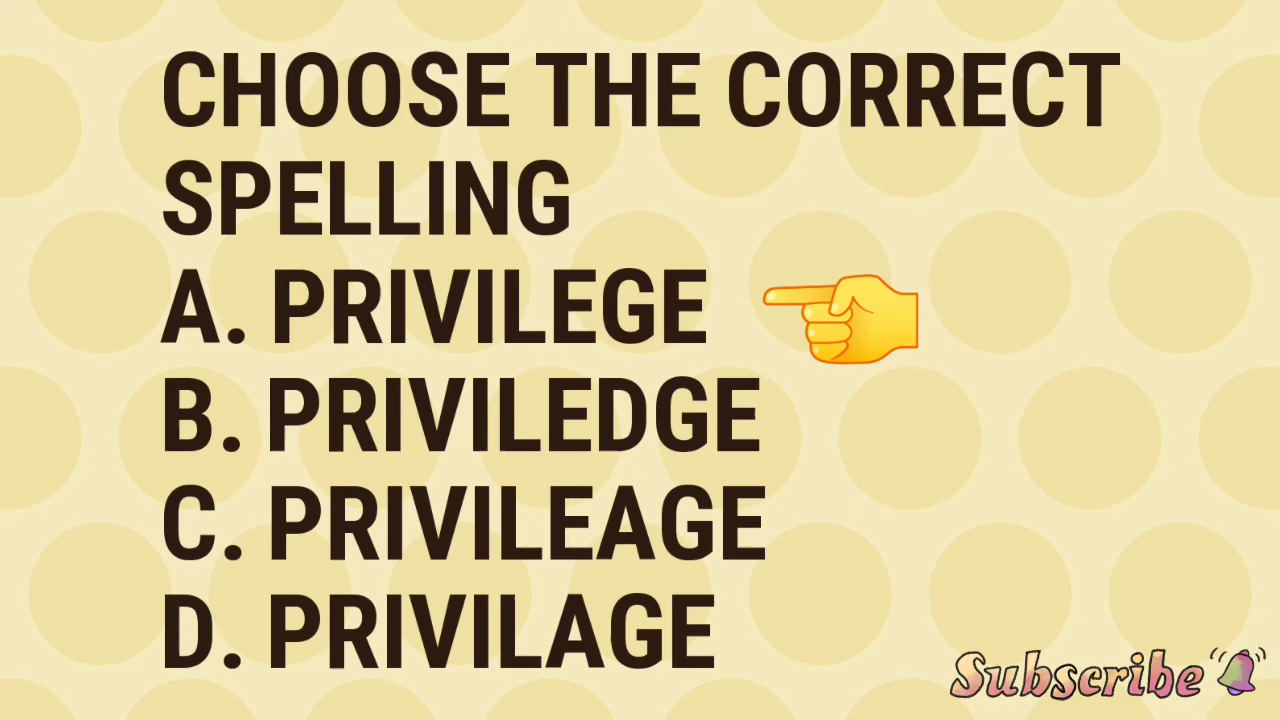 CHOOSE THE CORRECT
SPELLING
A. PRIVILEGE
B. PRIVILEDGE
C. PRIVILEAGE
D. PRIVILAGE
Subscribe